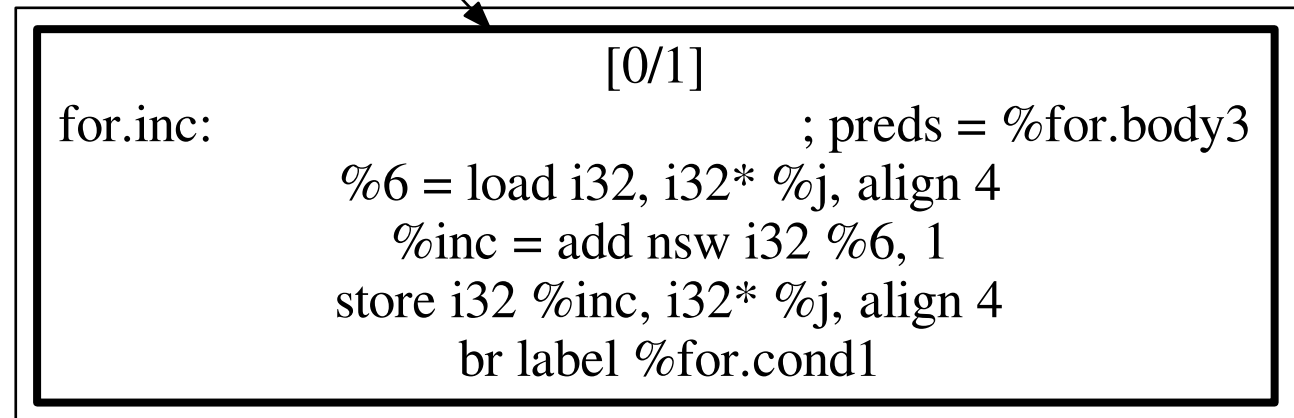 [0/1]
for.inc: ; preds = %for.body3
%6 = load i32, i32* %j, align 4
%inc = add nsw i32 %6, 1
store i32 %inc, i32* %j, align 4
br label %for.cond1